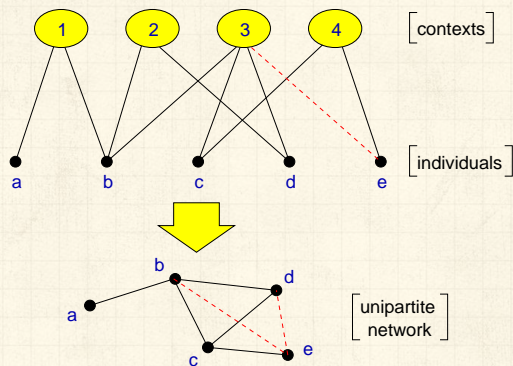 1 2 3 4 [contexts]
a b c d e [individuals]
b
d
a
c
e
[unipartite
network]